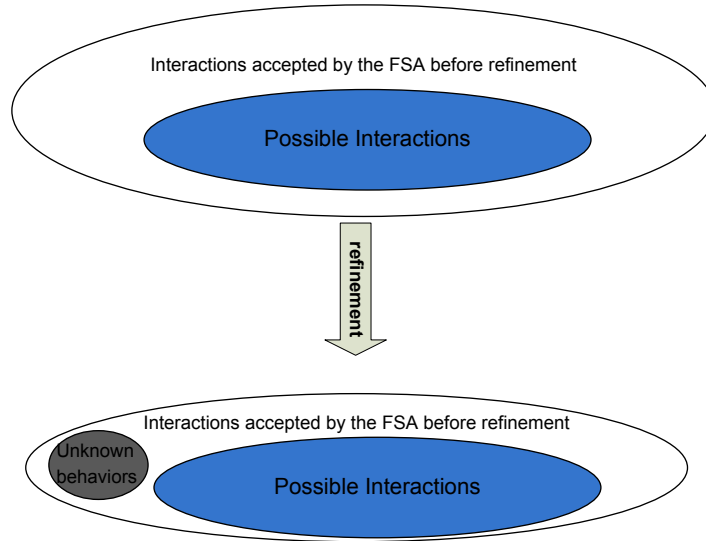 Interactions accepted by the FSA before refinement
Possible Interactions
refinement
Interactions accepted by the FSA before refinement
Unknown
behaviors
Possible Interactions